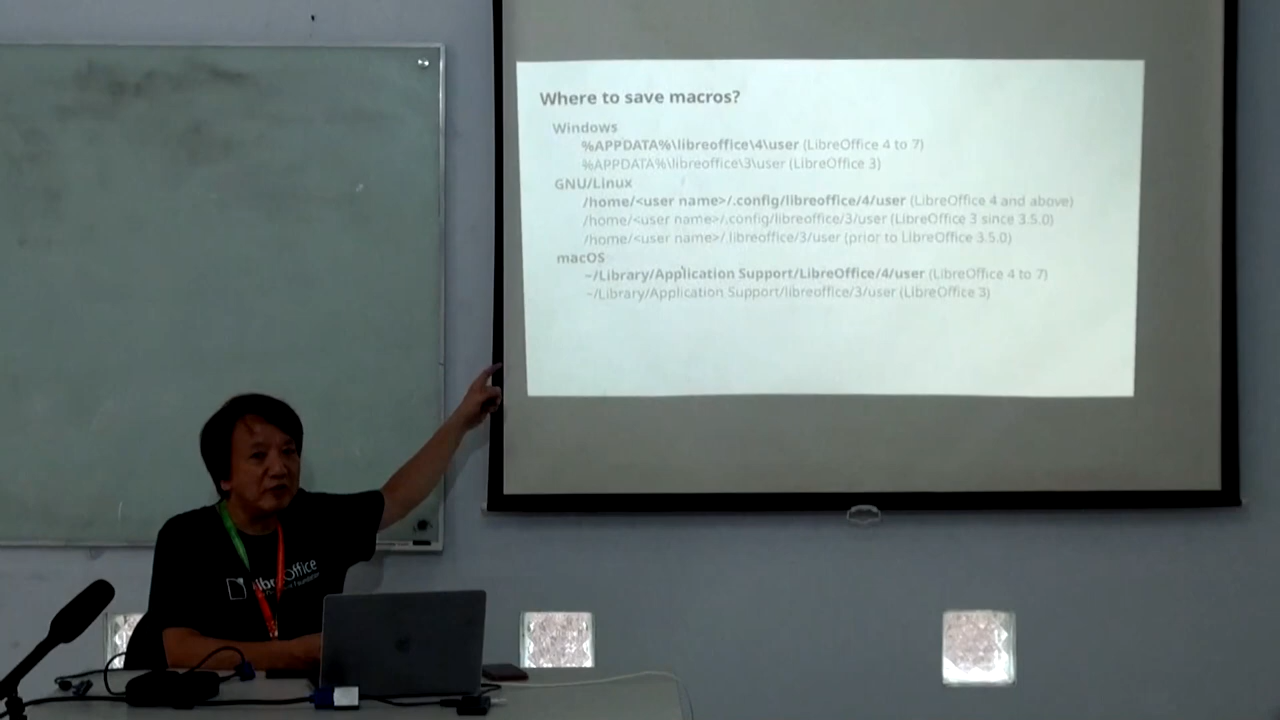 Where to save macros?
Windows
%APPDATA%\libreoffice\4\user (LibreOffice 4 to 7)
%APPDATA%\libreoffice\3\user (LibreOffice 3)
GNU/Linux
/home/<user name>/.config/libreoffice/4/user (LibreOffice 4 and above)
/home/<user name>/.config/libreoffice/3/user (LibreOffice 3 since 3.5.0)
/home/<user name>/.libreoffice/3/user (prior to LibreOffice 3.5.0)
macOS
~/Library/Application Support/LibreOffice/4/user (LibreOffice 4 to 7)
~/Library/Application Support/libreoffice/3/user (LibreOffice 3)
LibreOffice